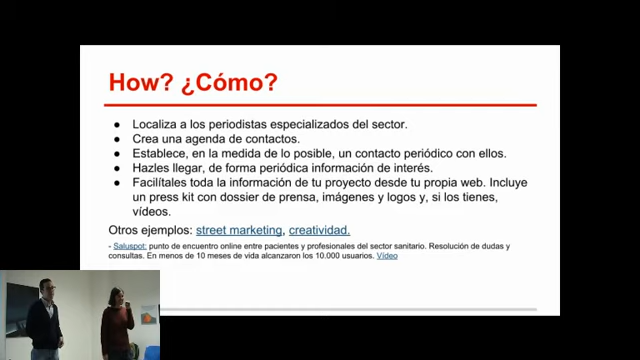 How? ¿Cómo?
● Localiza a los periodistas especializados del sector.
● Crea una agenda de contactos.
● Establece, en la medida de lo posible, un contacto periódico con ellos.
● Hazles llegar, de forma periódica información de interés.
● Facilítales toda la información de tu proyecto desde tu propia web. Incluye
un press kit con dossier de prensa, imágenes y logos y, si los tienes,
vídeos.
Otros ejemplos: street marketing, creatividad.
- Saluspot: punto de encuentro online entre pacientes y profesionales del sector sanitario. Resolución de dudas y
consultas. En menos de 10 meses de vida alcanzaron los 10.000 usuarios. Vídeo